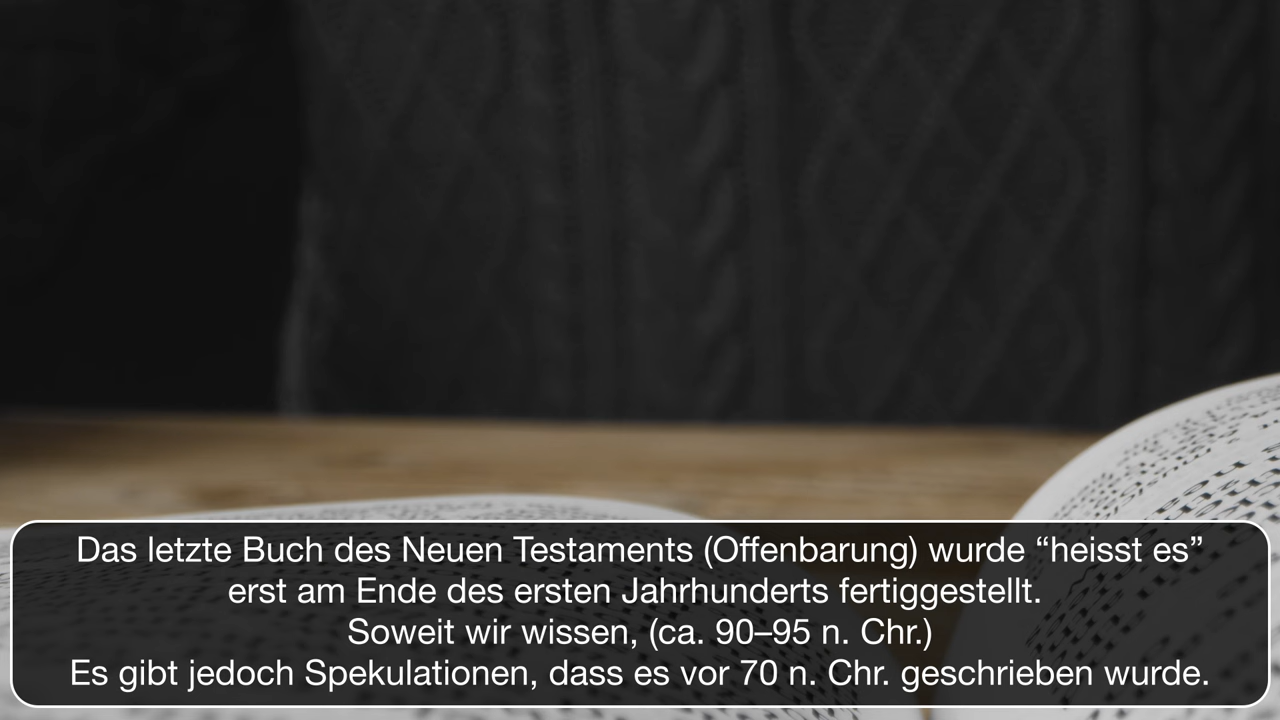 Das letzte Buch des Neuen Testaments (Offenbarung) wurde “heisst es”
erst am Ende des ersten Jahrhunderts fertiggestellt.
Soweit wir wissen, (ca. 90–95 n. Chr.)
Es gibt jedoch Spekulationen, dass es vor 70 n. Chr. geschrieben wurde.